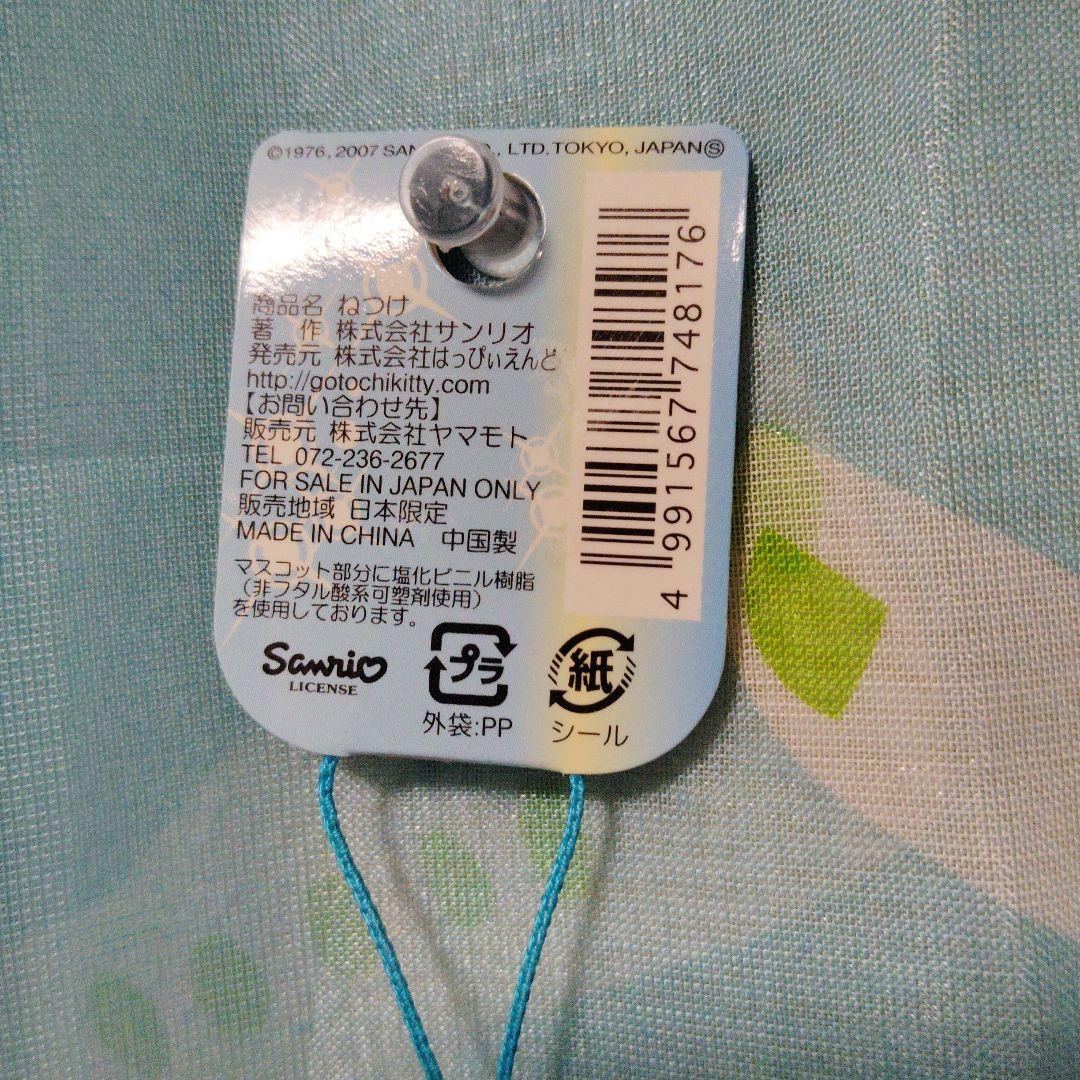 ©1976, 2007 SAN , LTD. TOKYO, JAPANⓈ
商品名 ねつけ
著 作 株式会社サンリオ
発売元 株式会社はっぴぃえんど
http://gotochikitty.com
【お問い合わせ先】
販売元 株式会社ヤマモト
TEL 072-236-2677
FOR SALE IN JAPAN ONLY
販売地域 日本限定
MADE IN CHINA 中国製
マスコット部分に塩化ビニル樹脂
（非フタル酸系可塑剤使用）
を使用しております。
Sanrio
LICENSE
プラ
外袋:PP
紙
シール
4991567748176